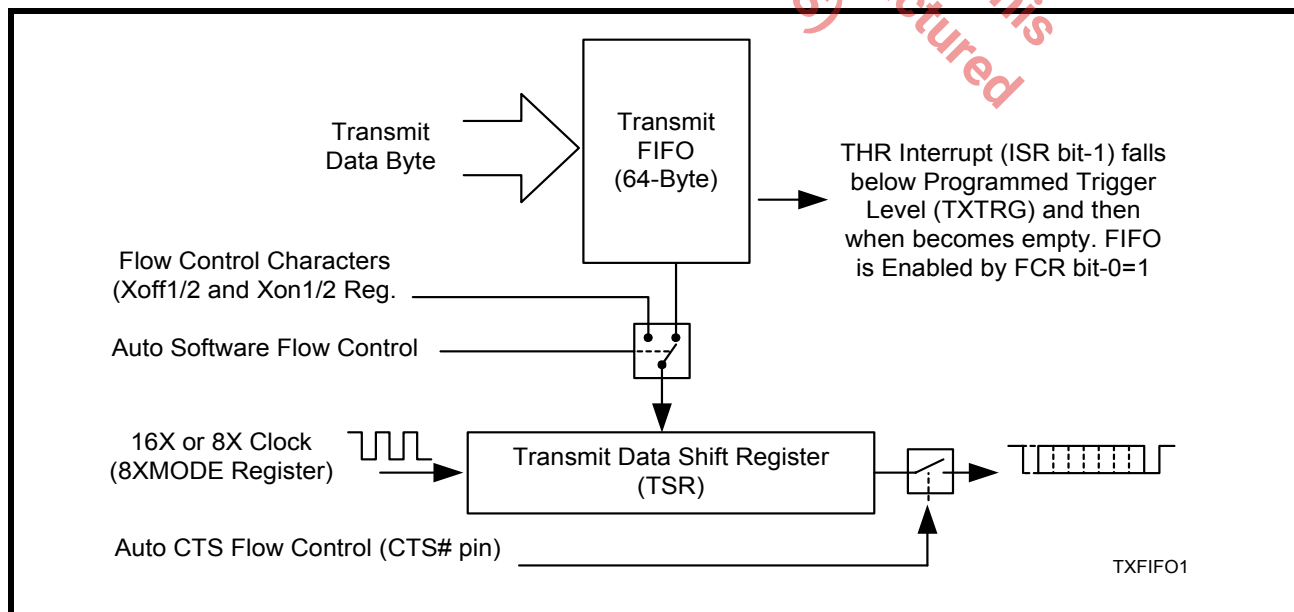 his
s)
ctured
Transmit
Data Byte
Transmit
FIFO
(64-Byte)
THR Interrupt (ISR bit-1) falls
below Programmed Trigger
Level (TXTRG) and then
when becomes empty. FIFO
is Enabled by FCR bit-0=1
Flow Control Characters
(Xoff1/2 and Xon1/2 Reg.
Auto Software Flow Control
16X or 8X Clock
(8XMODE Register)
Transmit Data Shift Register
(TSR)
Auto CTS Flow Control (CTS# pin)
TXFIFO1